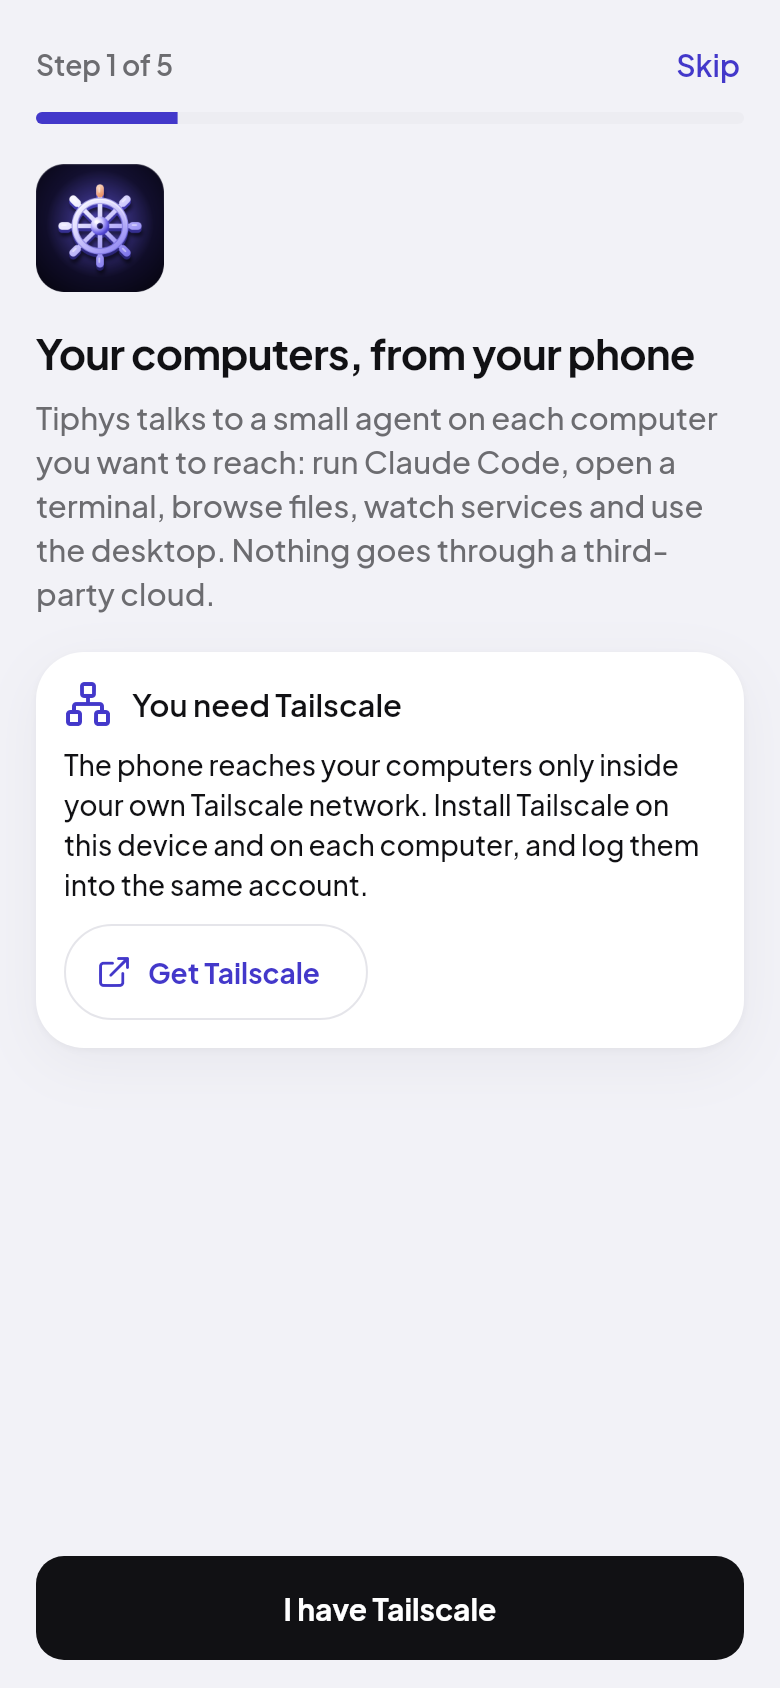 Step 1 of 5
Skip
Your computers, from your phone
Tiphys talks to a small agent on each computer
you want to reach: run Claude Code, open a
terminal, browse files, watch services and use
the desktop. Nothing goes through a third-
party cloud.
You need Tailscale
The phone reaches your computers only inside
your own Tailscale network. Install Tailscale on
this device and on each computer, and log them
into the same account.
Get Tailscale
I have Tailscale